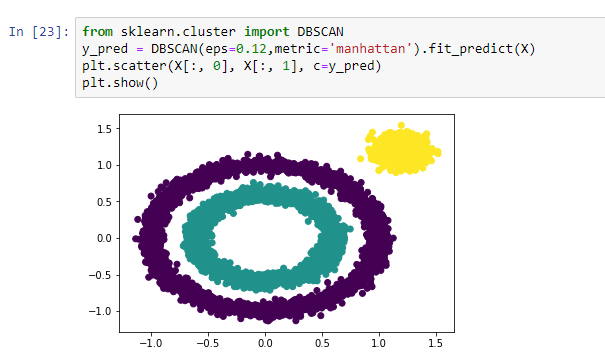 In [23]: from sklearn.cluster import DBSCAN
y_pred = DBSCAN(eps=0.12,metric='manhattan').fit_predict(X)
plt.scatter(X[:, 0], X[:, 1], c=y_pred)
plt.show()
1.5
1.0
0.5
0.0
−0.5
−1.0
−1.0 −0.5 0.0 0.5 1.0 1.5